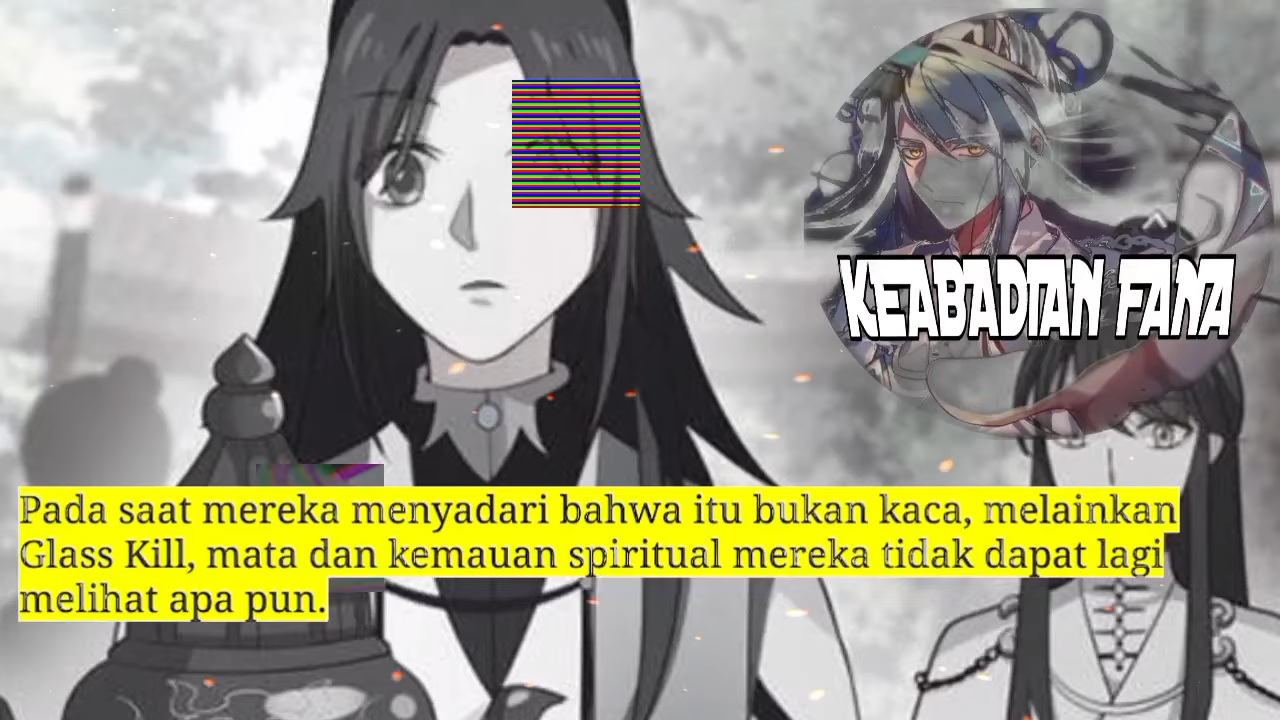 KEABADIAN FANA
Pada saat mereka menyadari bahwa itu bukan kaca, melainkan
Glass Kill, mata dan kemauan spiritual mereka tidak dapat lagi
melihat apa pun.